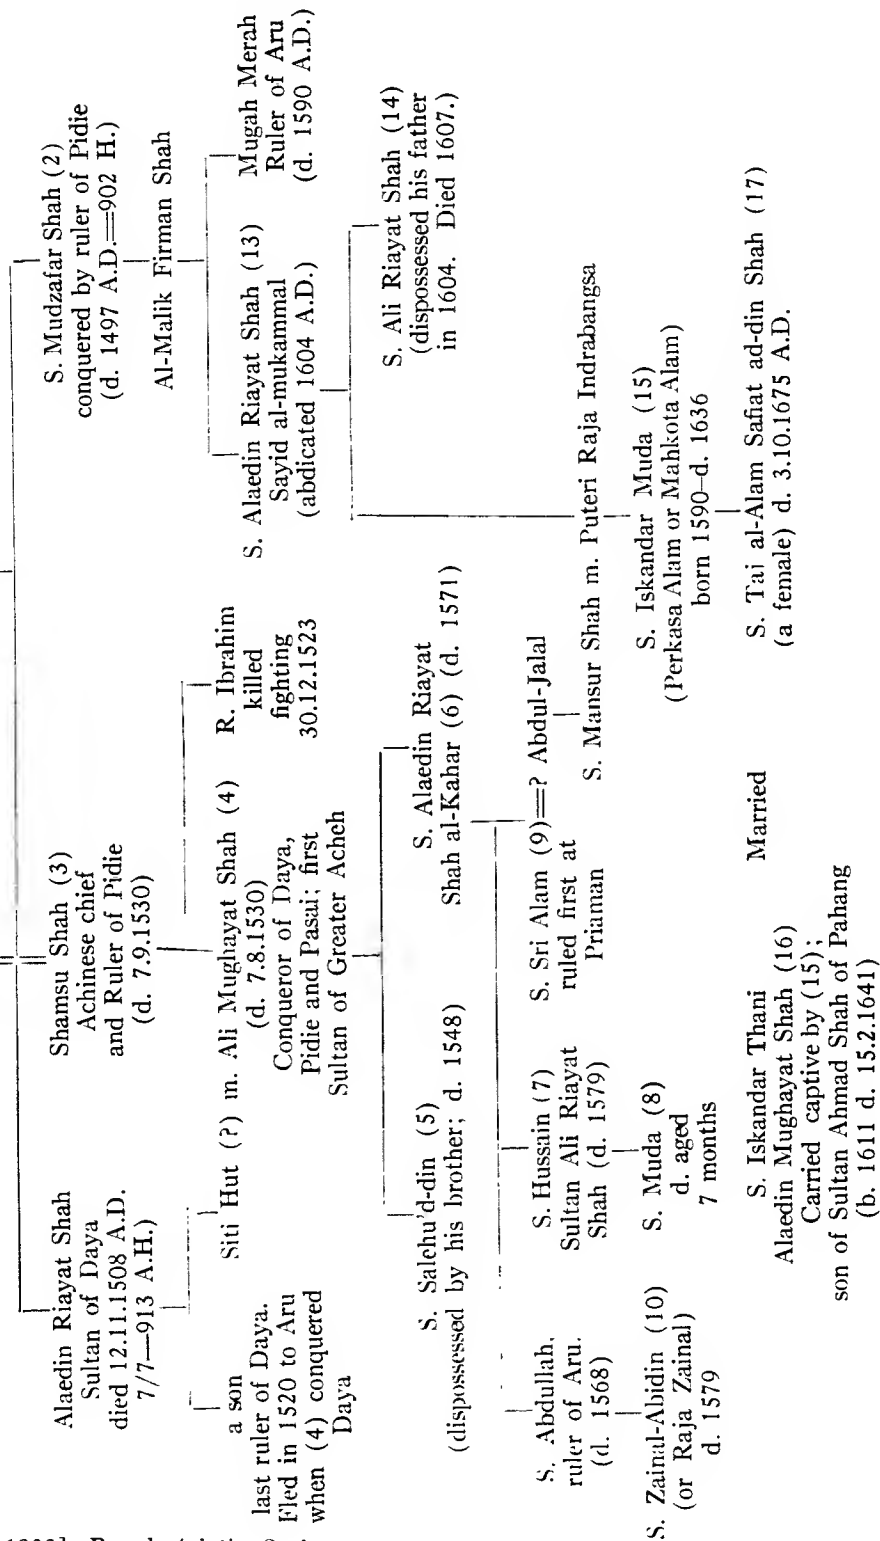 Alaedin Riayat Shah
Sultan of Daya
died 12.11.1508 A.D.
7/7—913 A.H.)
Shamsu Shah (3)
Achinese chief
and Ruler of Pidie
(d. 7.9.1530)
S. Mudzafar Shah (2)
conquered by ruler of Pidie
(d. 1497 A.D.=902 H.)
Al-Malik Firman Shah
a son
last ruler of Daya.
Fled in 1520 to Aru
when (4) conquered
Daya
Siti Hut (?) m. Ali Mughayat Shah (4)
(d. 7.8.1530)
Conqueror of Daya,
Pidie and Pasai; first
Sultan of Greater Acheh
R. Ibrahim
killed
fighting
30.12.1523
S. Alaedin Riayat Shah (13)
Sayid al-mukammal
(abdicated 1604 A.D.)
Mugah Merah
Ruler of Aru
(d. 1590 A.D.)
S. Ali Riayat Shah (14)
(dispossessed his father
in 1604. Died 1607.)
S. Salehu'd-din (5)
(dispossessed by his brother; d. 1548)
S. Alaedin Riayat
Shah al-Kahar (6) (d. 1571)
S. Abdullah,
ruler of Aru.
(d. 1568)
S. Hussain (7)
Sultan Ali Riayat
Shah (d. 1579)
S. Sri Alam (9)=? Abdul-Jalal
ruled first at
Priaman
S. Mansur Shah m. Puteri Raja Indrabangsa
S. Zainal-Abidin (10)
(or Raja Zainal)
d. 1579
S. Muda (8)
d. aged
7 months
S. Iskandar Muda (15)
(Perkasa Alam or Mahkota Alam)
born 1590–d. 1636
S. Iskandar Thani
Alaedin Mughayat Shah (16)
Carried captive by (15);
son of Sultan Ahmad Shah of Pahang
(b. 1611 d. 15.2.1641)
Married
S. Taj al-Alam Safiat ad-din Shah (17)
(a female) d. 3.10.1675 A.D.